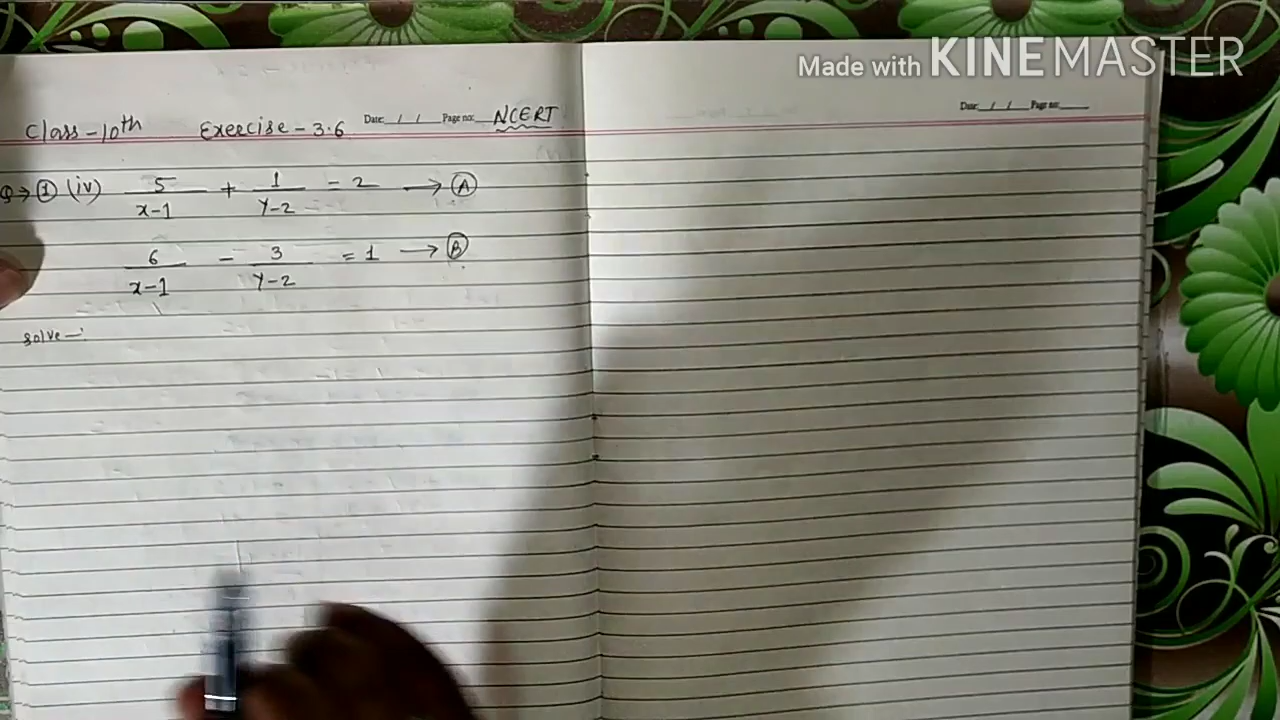 Made with KINEMASTER
Class-10th Exercise-3.6 Date: / / Page no: NCERT
Date: / / Page no:
Q→ ① (iv) 5/(x-1) + 1/(y-2) = 2 → Ⓐ
6/(x-1) - 3/(y-2) = 1 → Ⓑ
Solve-: